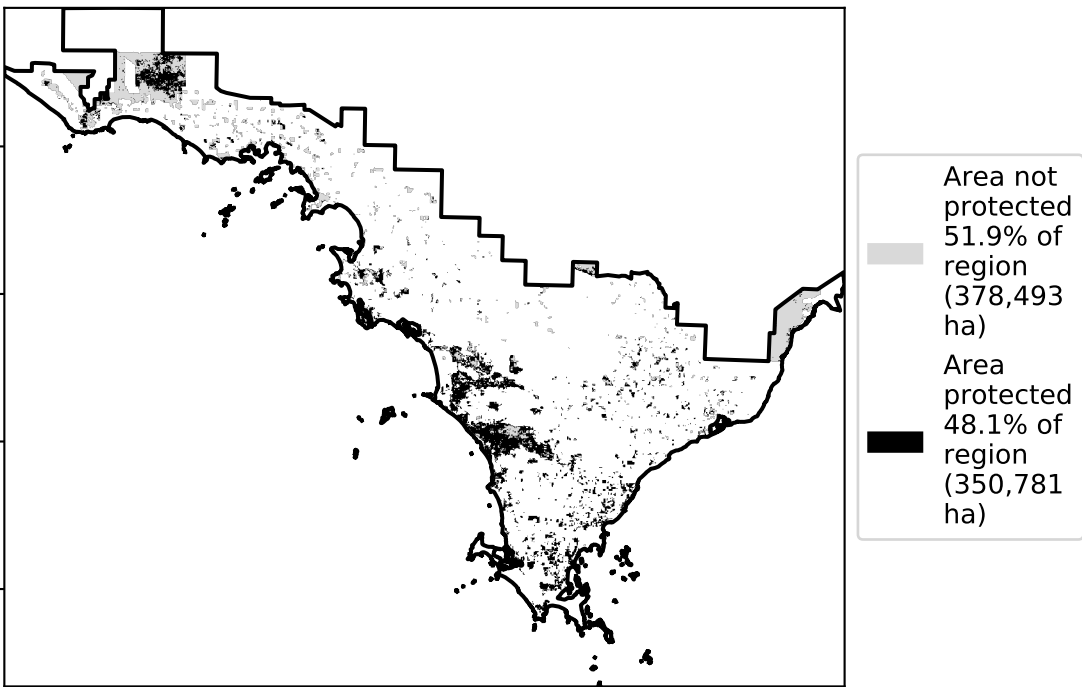 Area not
protected
51.9% of
region
(378,493
ha)
Area
protected
48.1% of
region
(350,781
ha)